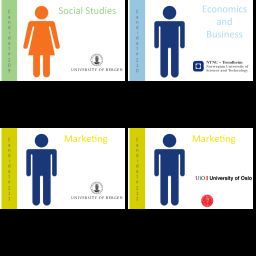 Social Studies
UNIVERSITY OF BERGEN
Economics
and
Business
NTNU – Trondheim
Norwegian University of
Science and Technology
Marketing
UNIVERSITY OF BERGEN
Marketing
UiO University of Oslo